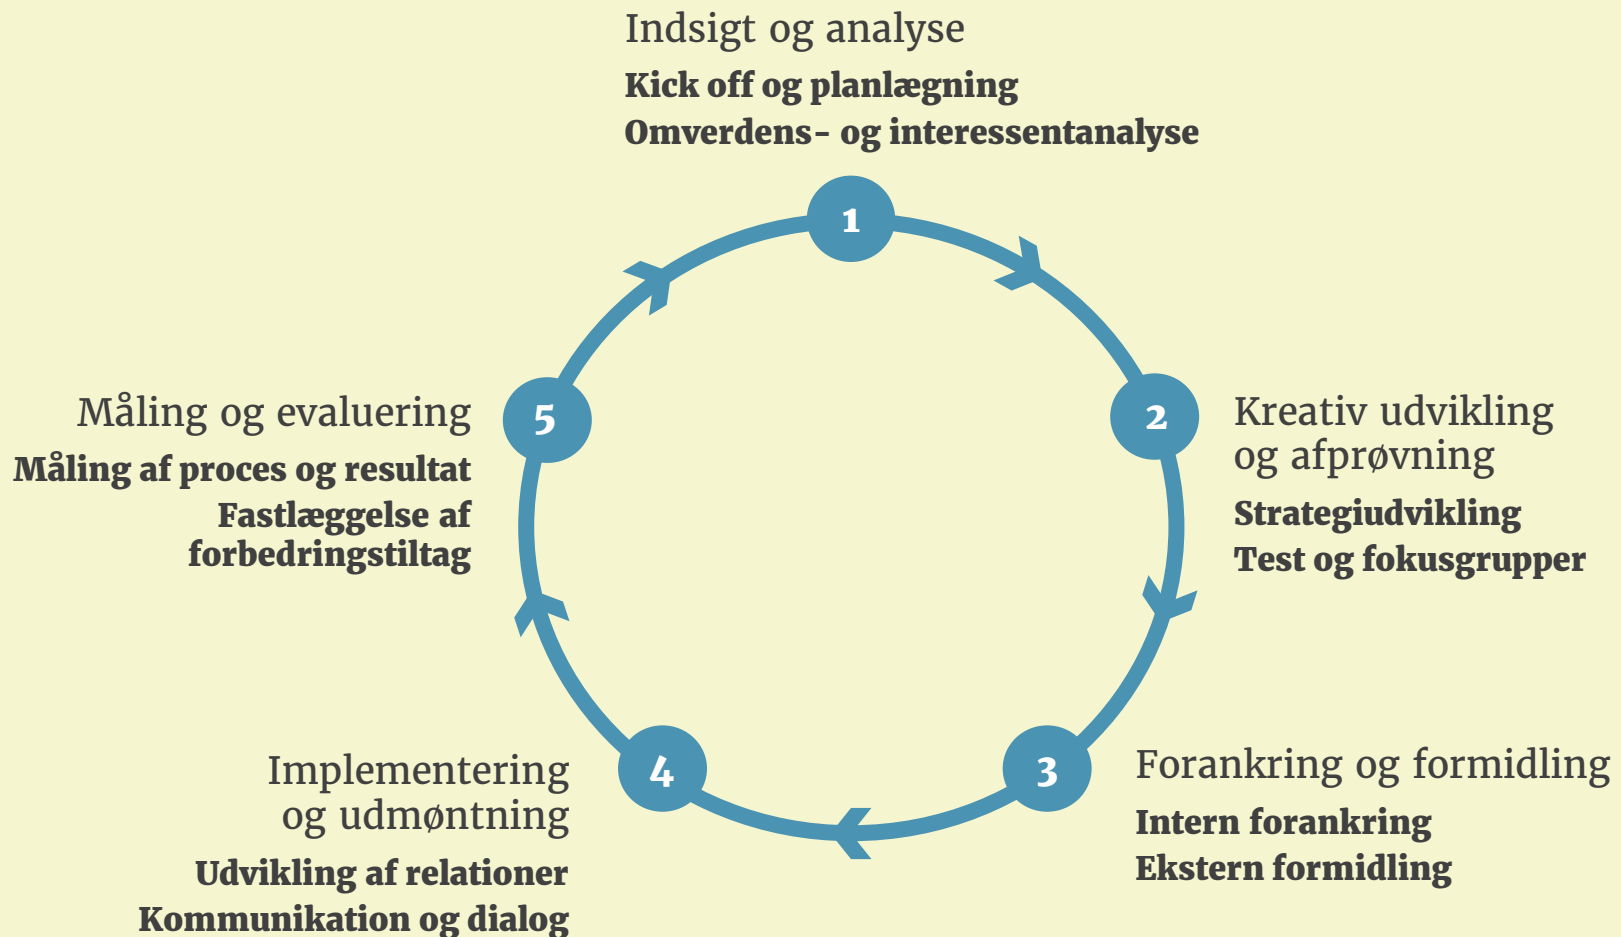 Indsigt og analyse
Kick off og planlægning
Omverdens- og interessentanalyse
1
2
Kreativ udvikling
og afprøvning
Strategiudvikling
Test og fokusgrupper
3
Forankring og formidling
Intern forankring
Ekstern formidling
4
Implementering
og udmøntning
Udvikling af relationer
Kommunikation og dialog
5
Måling og evaluering
Måling af proces og resultat
Fastlæggelse af
forbedringstiltag